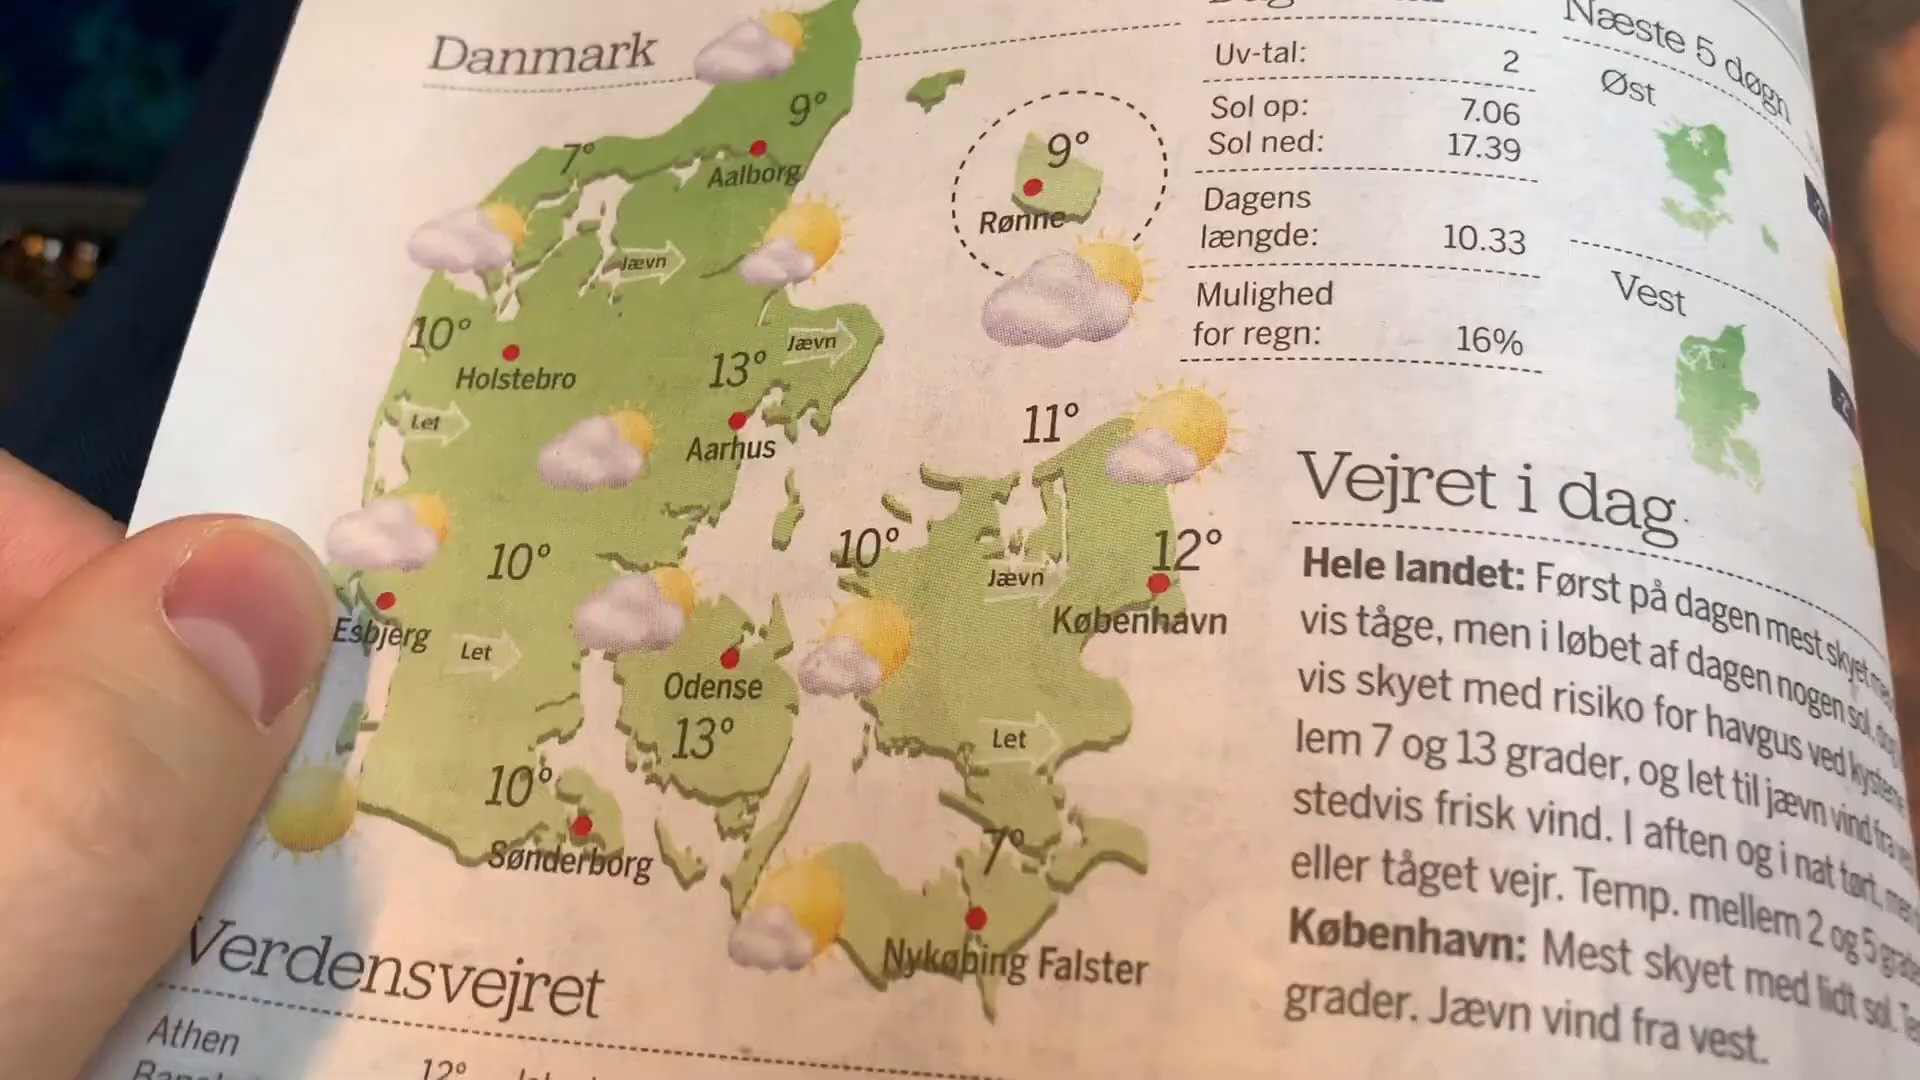 Danmark
9°
7°
Aalborg
9°
Rønne
Jævn
10°
Holstebro
13°
Jævn
Let
Aarhus
11°
10°
10°
12°
Jævn
København
Esbjerg
Let
Odense
13°
Let
10°
Sønderborg
7°
Nykøbing Falster
Uv-tal: 2
Sol op: 7.06
Sol ned: 17.39
Dagens
længde: 10.33
Mulighed
for regn: 16%
Næste 5 døgn
Øst
Vest
Vejret i dag
Hele landet: Først på dagen mest skyet med
vis tåge, men i løbet af dagen nogen sol, og
vis skyet med risiko for havgus ved kysterne
lem 7 og 13 grader, og let til jævn vind fra
stedvis frisk vind. I aften og i nat tørt, men
eller tåget vejr. Temp. mellem 2 og 5 grader
København: Mest skyet med lidt sol.
grader. Jævn vind fra vest.
Verdensvejret
Athen
12°